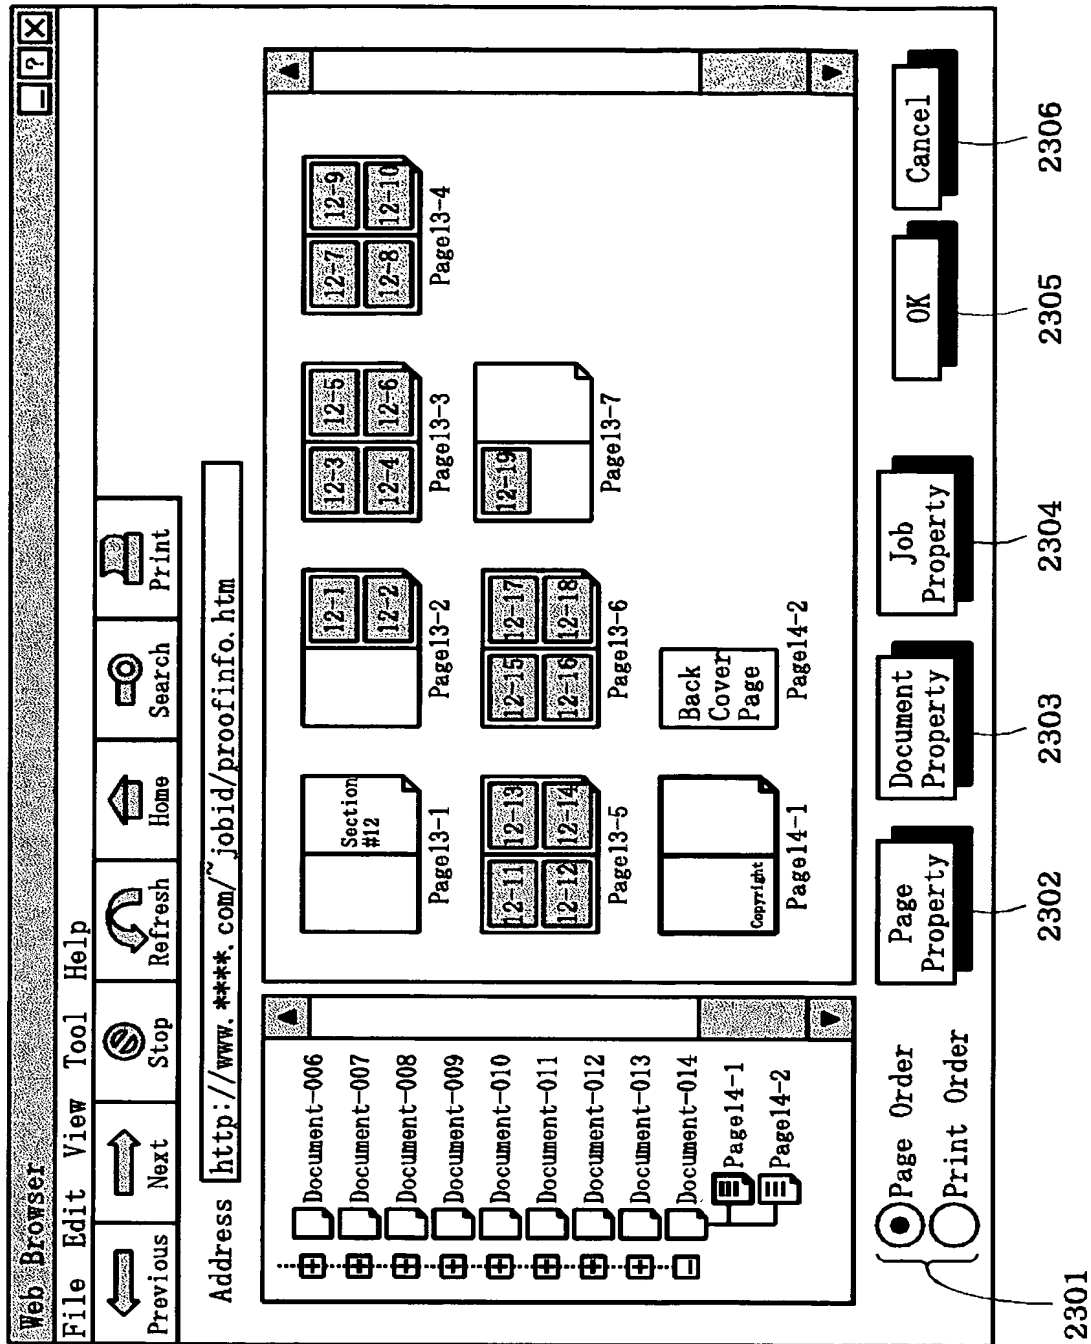 Web Browser
_ ? X
File Edit View Tool Help
Previous Next Stop Refresh Home Search Print
Address http://www.****.com/~jobid/proofinfo.htm
Document-006
Document-007
Document-008
Document-009
Document-010
Document-011
Document-012
Document-013
Document-014
Page14-1
Page14-2
Section
#12
Page13-1
12-1
12-2
Page13-2
12-3 12-5
12-4 12-6
Page13-3
12-7 12-9
12-8 12-10
Page13-4
12-11 12-13
12-12 12-14
Page13-5
12-15 12-17
12-16 12-18
Page13-6
12-19
Page13-7
Copyright
Page14-1
Back
Cover
Page
Page14-2
Page Order
Print Order
Page
Property
Document
Property
Job
Property
OK
Cancel
2301
2302
2303
2304
2305
2306